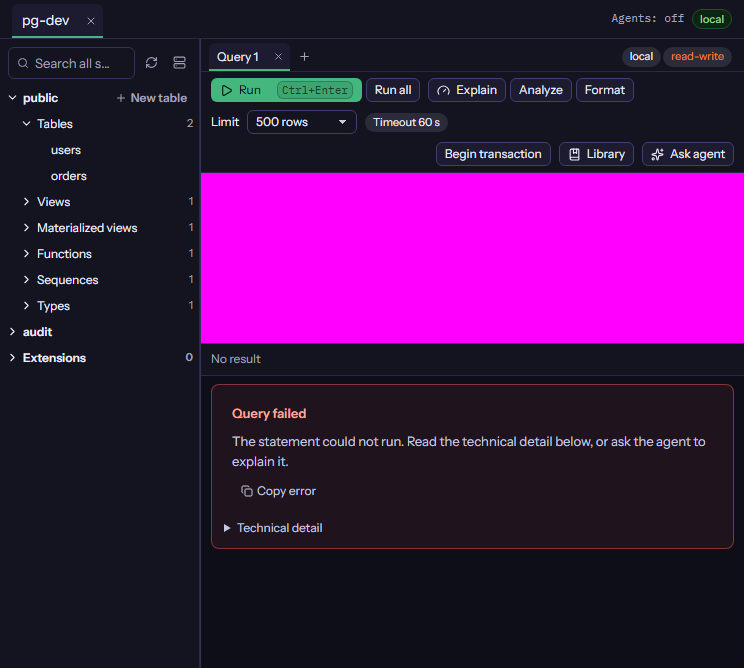 pg-dev
Agents: off local
Search all s...
public
New table
Tables 2
users
orders
Views 1
Materialized views 1
Functions 1
Sequences 1
Types 1
audit
Extensions 0
Query 1
local read-write
Run Ctrl+Enter Run all Explain Analyze Format
Limit 500 rows Timeout 60 s
Begin transaction Library Ask agent
No result
Query failed
The statement could not run. Read the technical detail below, or ask the agent to
explain it.
Copy error
Technical detail